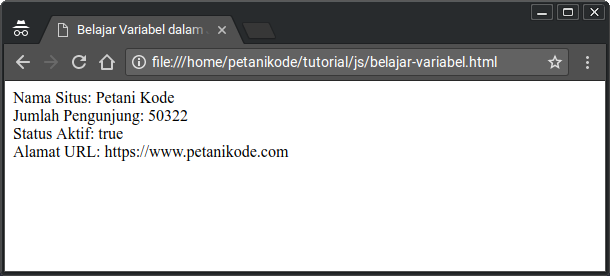 Belajar Variabel dalam
file:///home/petanikode/tutorial/js/belajar-variabel.html
Nama Situs: Petani Kode
Jumlah Pengunjung: 50322
Status Aktif: true
Alamat URL: https://www.petanikode.com